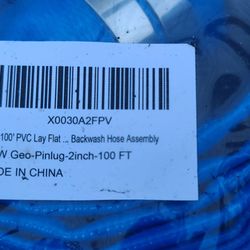 X0030A2FPV
100' PVC Lay Flat ... Backwash Hose Assembly
W Geo-Pinlug-2inch-100 FT
DE IN CHINA